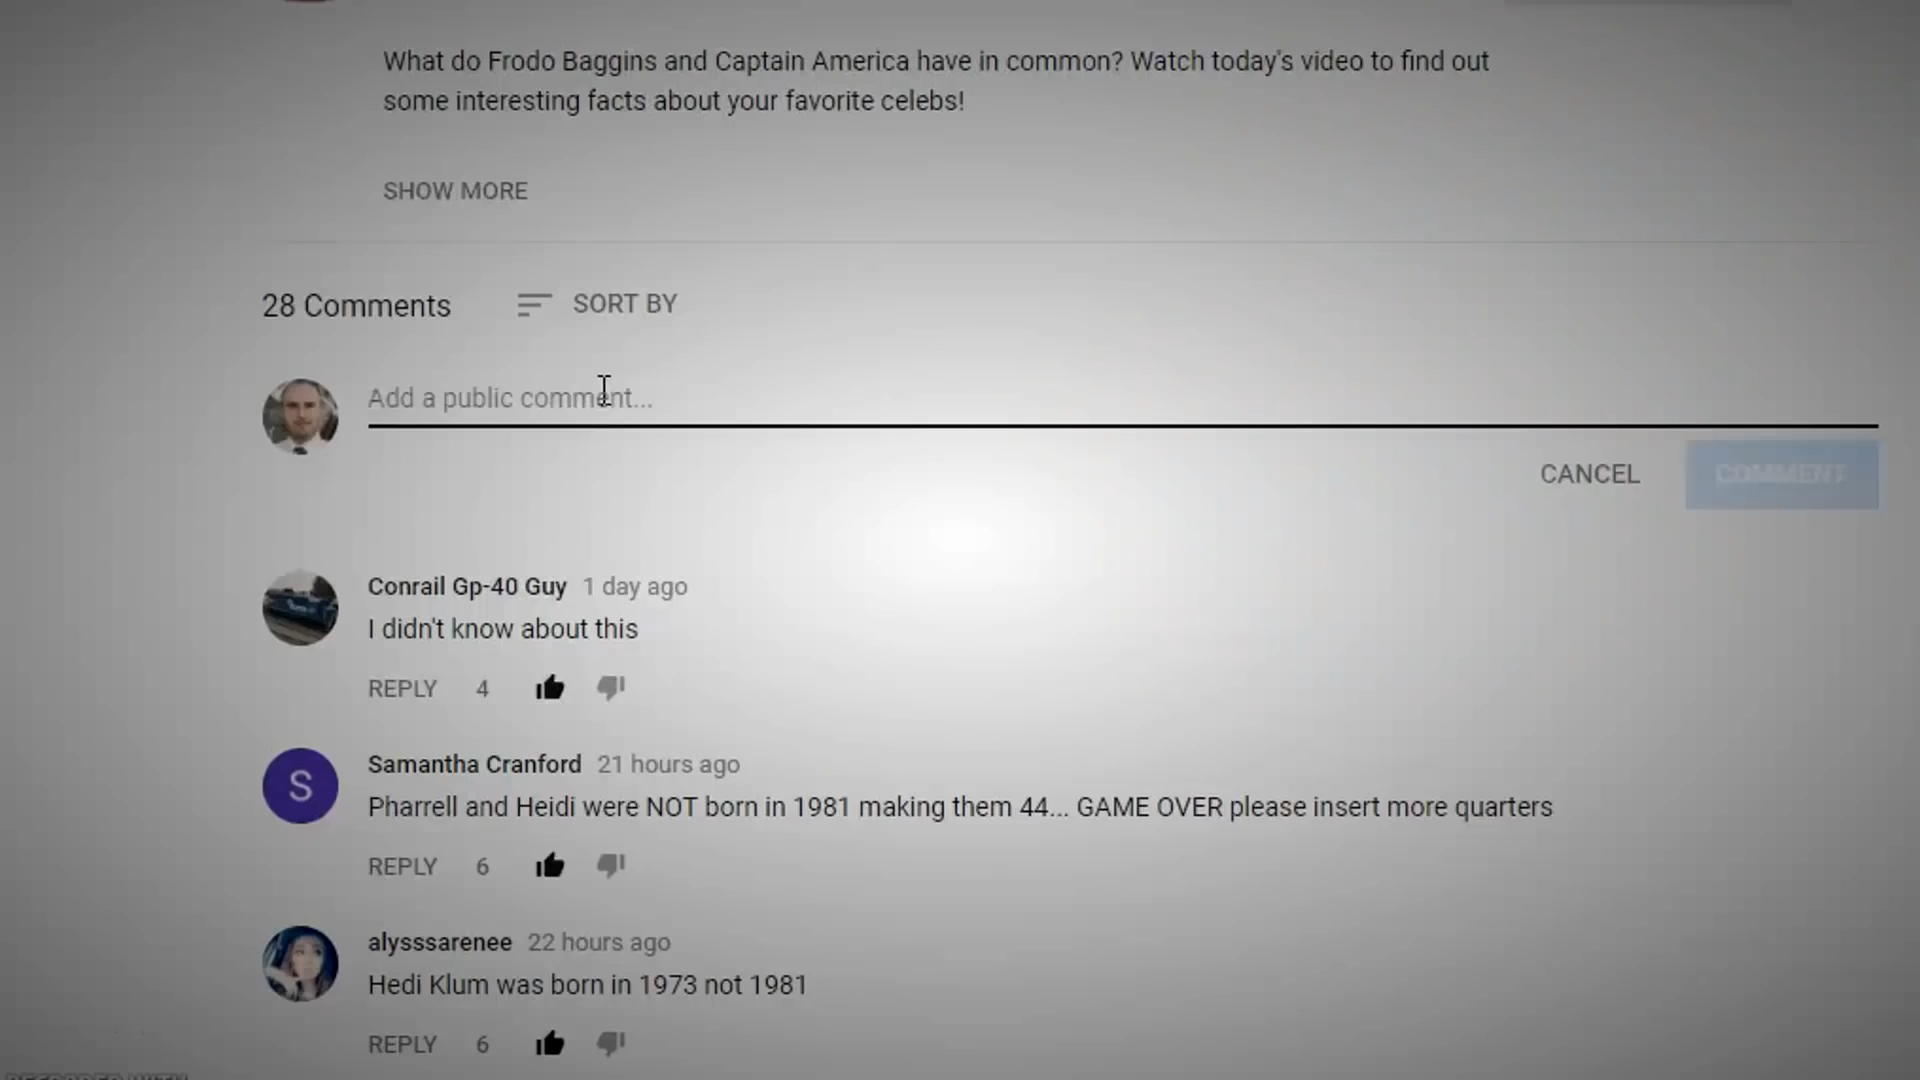 What do Frodo Baggins and Captain America have in common? Watch today's video to find out
some interesting facts about your favorite celebs!
SHOW MORE
28 Comments SORT BY
Add a public comment...
CANCEL COMMENT
Conrail Gp-40 Guy 1 day ago
I didn't know about this
REPLY 4
S
Samantha Cranford 21 hours ago
Pharrell and Heidi were NOT born in 1981 making them 44... GAME OVER please insert more quarters
REPLY 6
alysssarenee 22 hours ago
Hedi Klum was born in 1973 not 1981
REPLY 6